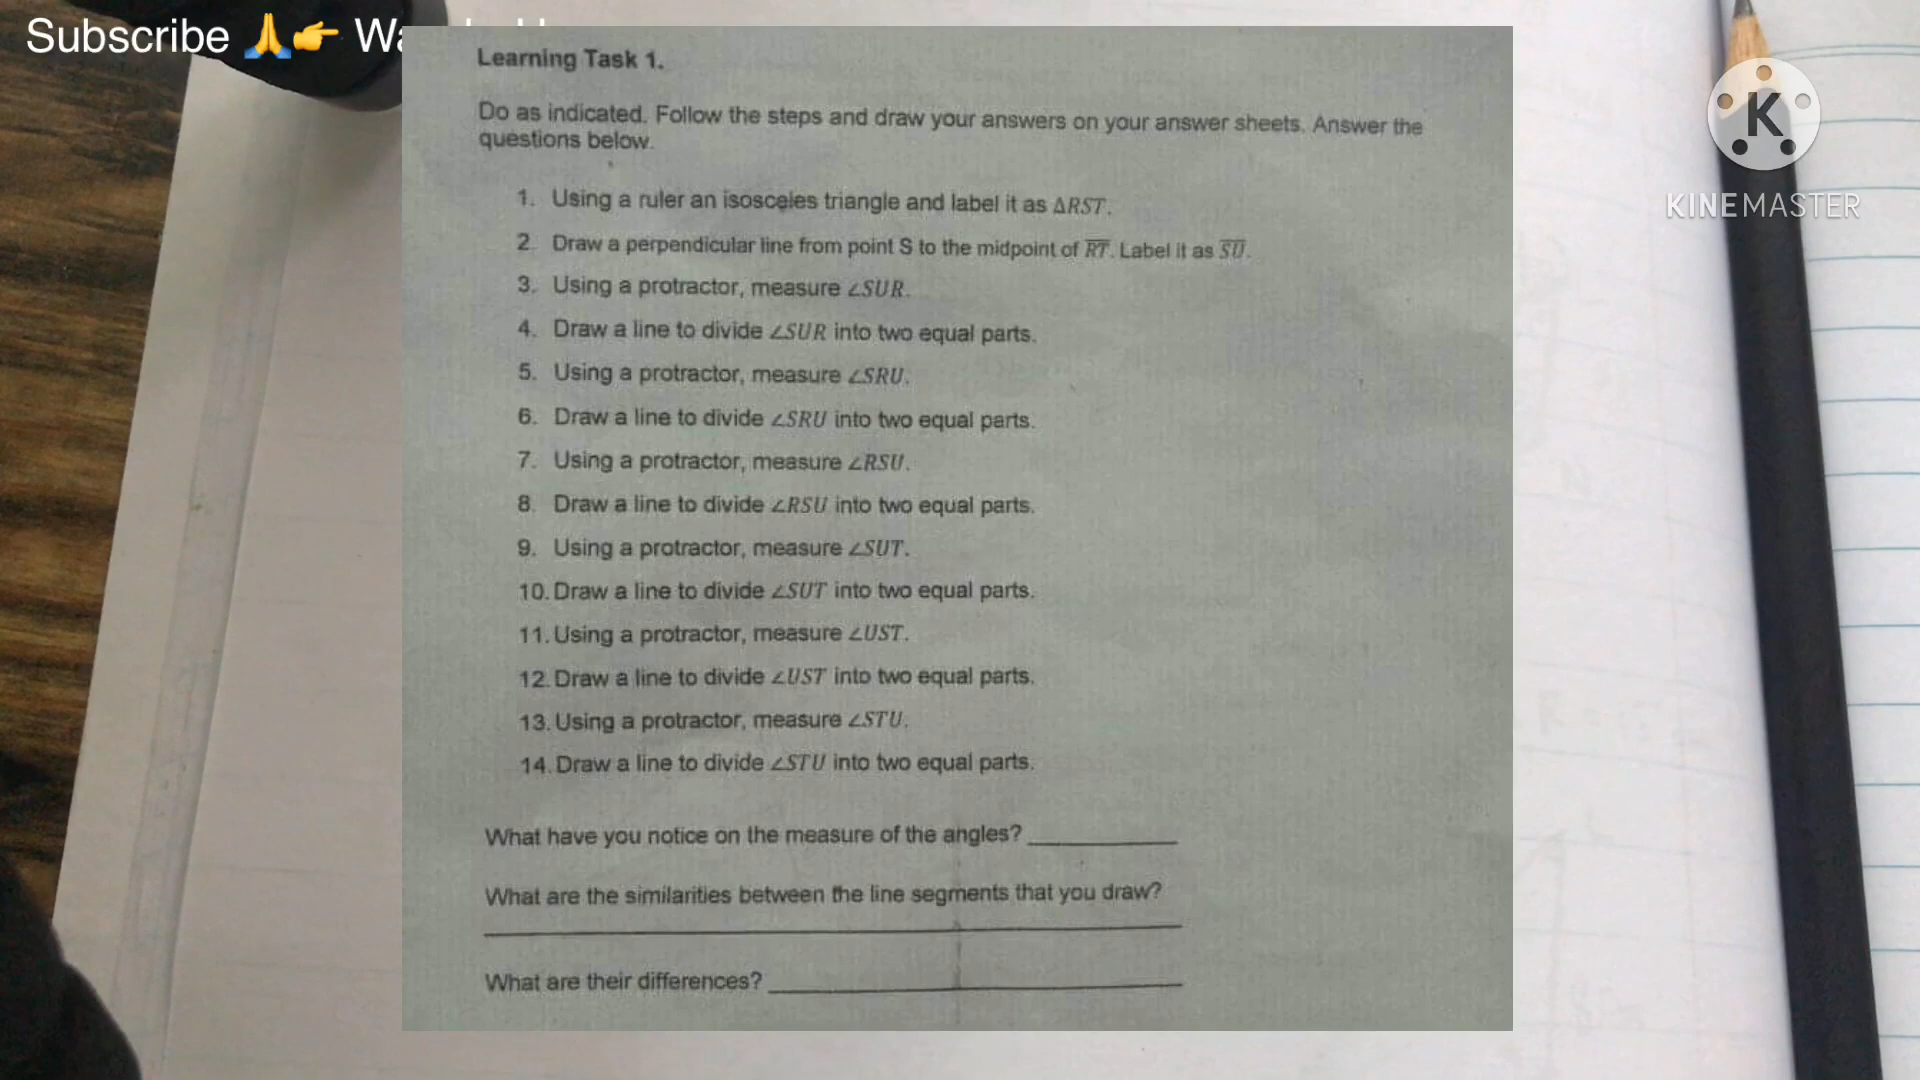 Subscribe 🙏👉
Learning Task 1.
Do as indicated. Follow the steps and draw your answers on your answer sheets. Answer the
questions below.
1. Using a ruler an isosceles triangle and label it as ΔRST.
2. Draw a perpendicular line from point S to the midpoint of R̅T̅. Label it as S̅U̅.
3. Using a protractor, measure ∠SUR.
4. Draw a line to divide ∠SUR into two equal parts.
5. Using a protractor, measure ∠SRU.
6. Draw a line to divide ∠SRU into two equal parts.
7. Using a protractor, measure ∠RSU.
8. Draw a line to divide ∠RSU into two equal parts.
9. Using a protractor, measure ∠SUT.
10. Draw a line to divide ∠SUT into two equal parts.
11. Using a protractor, measure ∠UST.
12. Draw a line to divide ∠UST into two equal parts.
13. Using a protractor, measure ∠STU.
14. Draw a line to divide ∠STU into two equal parts.
What have you notice on the measure of the angles? ____________
What are the similarities between the line segments that you draw?
What are their differences? ____________
K
KINEMASTER